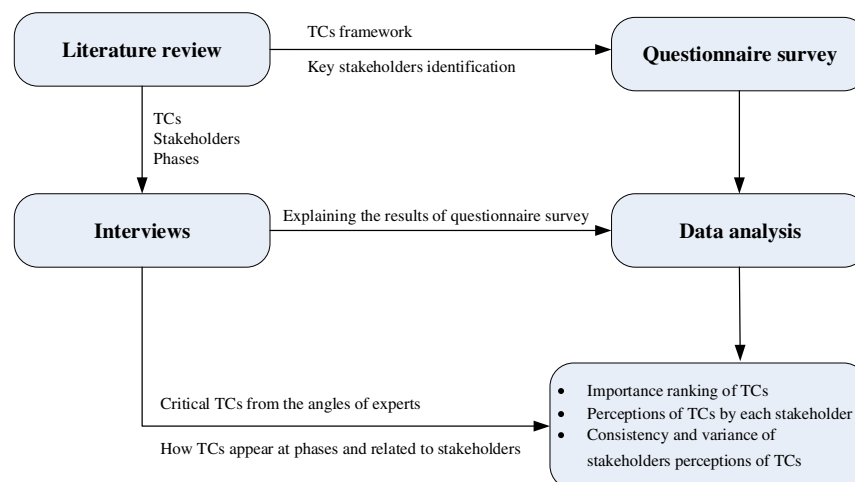 Literature review
TCs framework
Key stakeholders identification
Questionnaire survey
TCs
Stakeholders
Phases
Interviews
Explaining the results of questionnaire survey
Data analysis
Critical TCs from the angles of experts
How TCs appear at phases and related to stakeholders
• Importance ranking of TCs
• Perceptions of TCs by each stakeholder
• Consistency and variance of
stakeholders perceptions of TCs